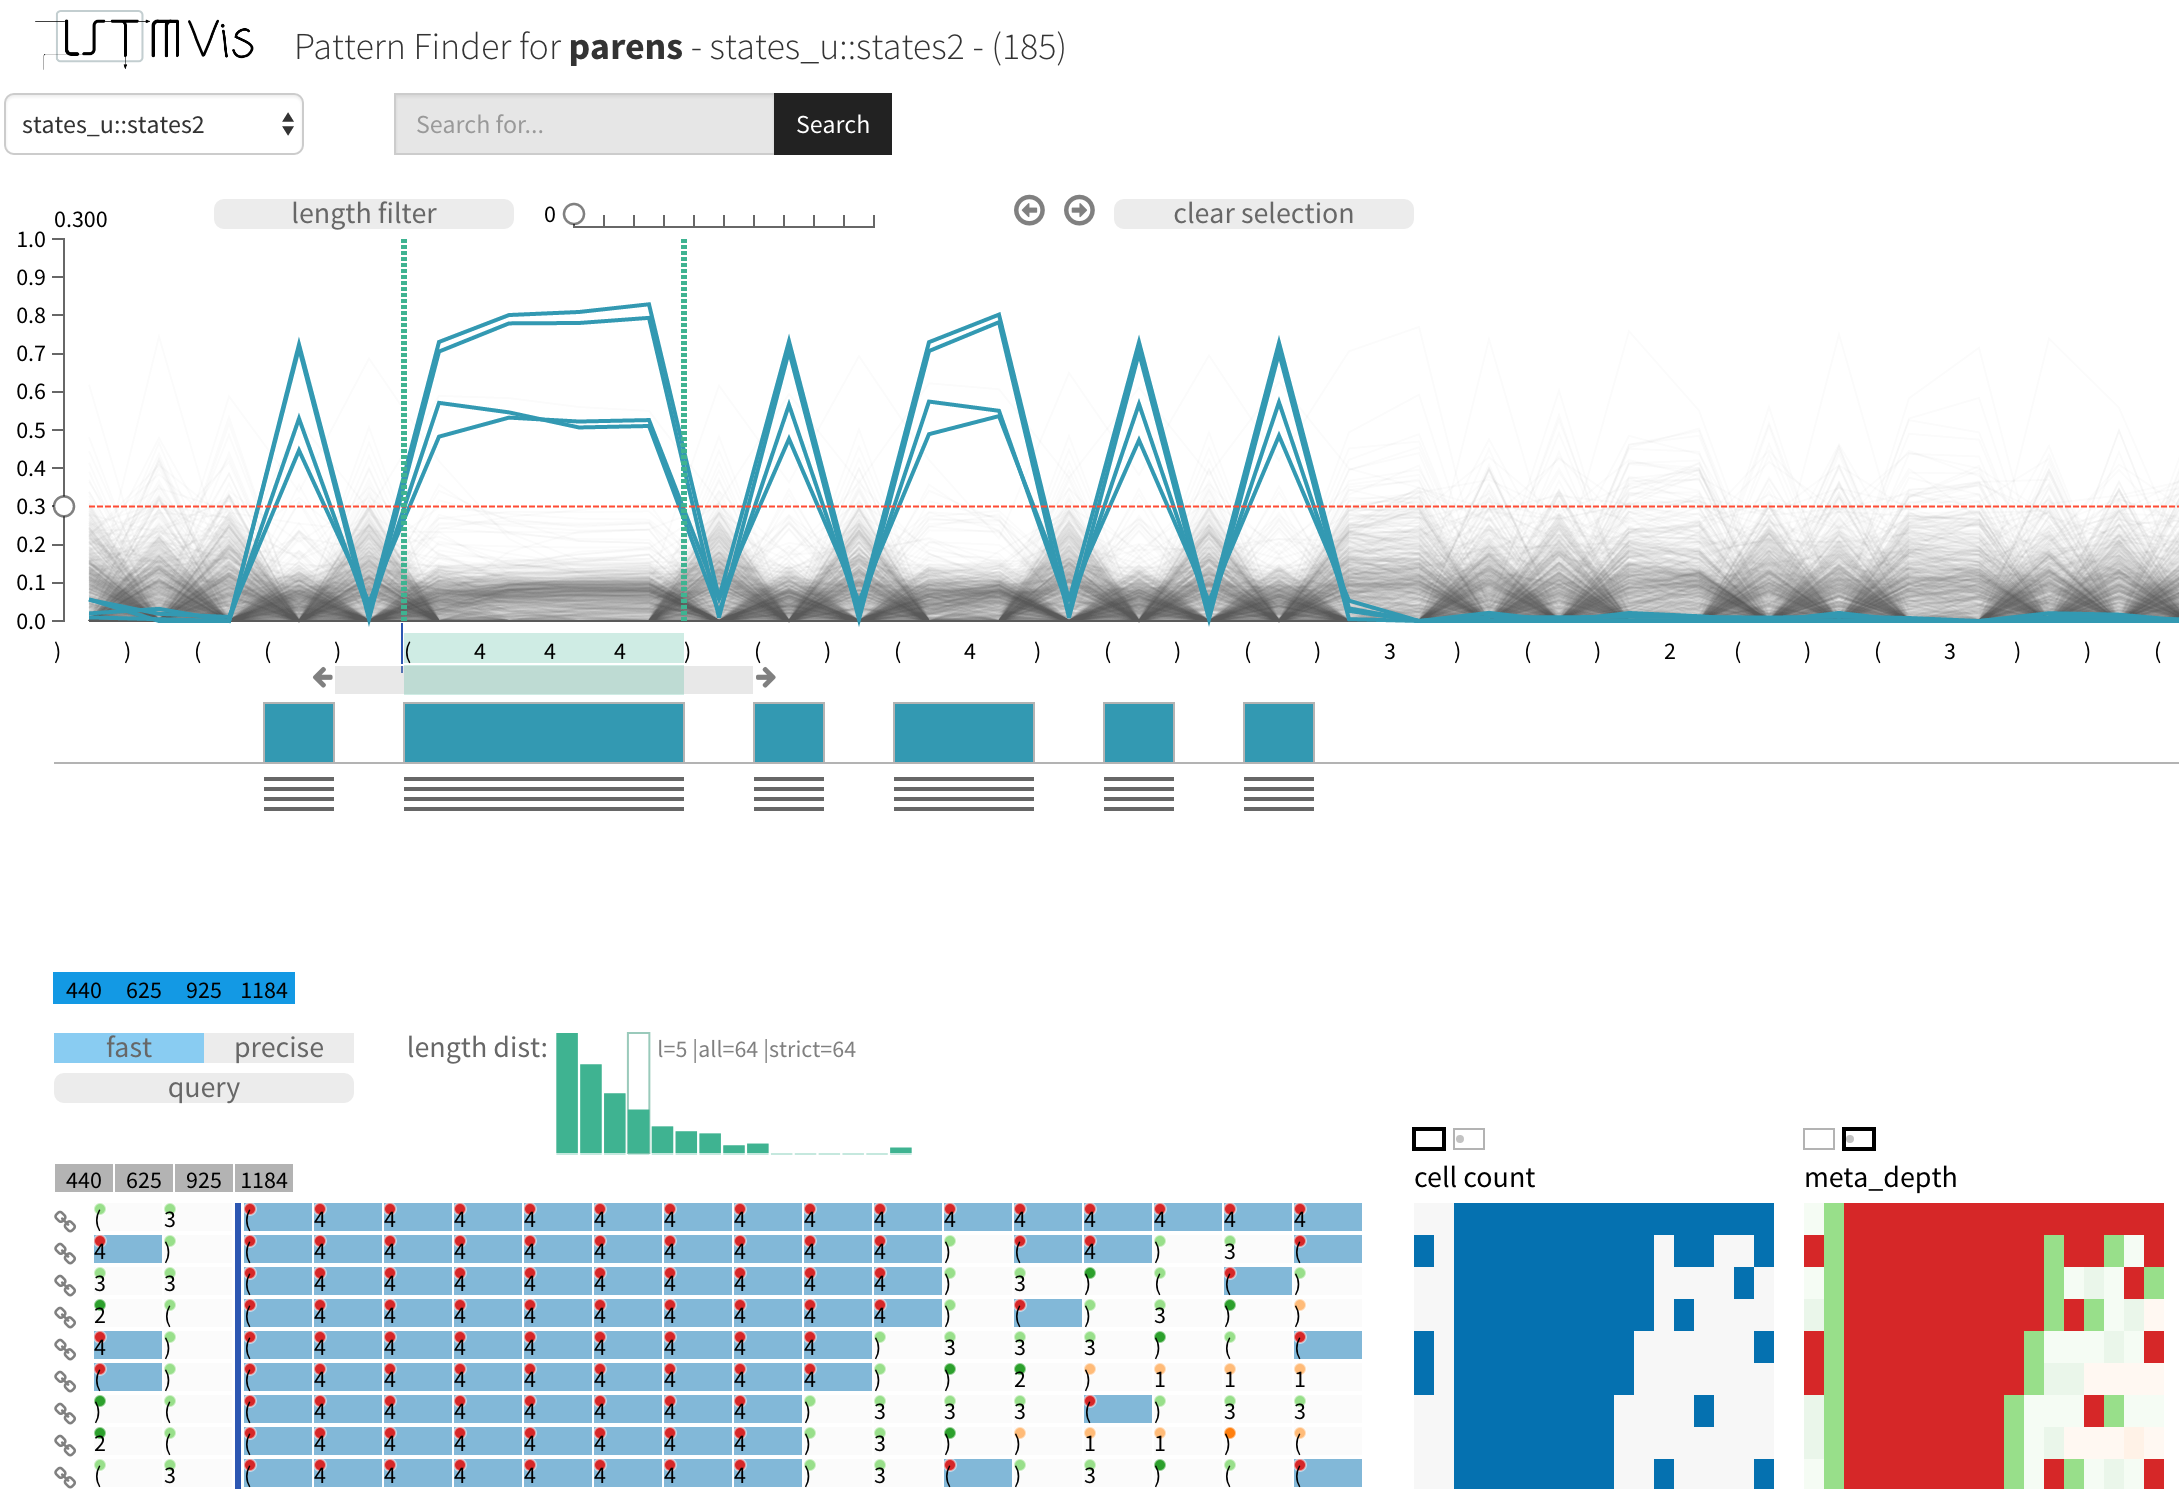 LSTMVis Pattern Finder for parens - states_u::states2 - (185)
states_u::states2 Search for... Search
length filter 0 clear selection
0.300
1.0
0.9
0.8
0.7
0.6
0.5
0.4
0.3
0.2
0.1
0.0
) ) ( ( ) ( 4 4 4 ) ( ) ( 4 ) ( ) ( ) 3 ) ( ) 2 ( ) ( 3 ) ) (
440 625 925 1184
fast precise length dist: l=5 |all=64 |strict=64
query
440 625 925 1184 cell count meta_depth
( 3 ( 4 4 4 4 4 4 4 4 4 4 4 4 4 4 4
4 ) ( 4 4 4 4 4 4 4 4 4 ) ( 4 ) 3 (
3 3 ( 4 4 4 4 4 4 4 4 4 ) 3 ) ( ( )
2 ( ( 4 4 4 4 4 4 4 4 4 ) ( ) 3 ) )
4 ) ( 4 4 4 4 4 4 4 4 ) 3 3 3 ) ( (
( ) ( 4 4 4 4 4 4 4 4 ) ) 2 ) 1 1 1
) ( ( 4 4 4 4 4 4 4 ) 3 3 3 ( ) 3 3
2 ( ( 4 4 4 4 4 4 4 ) 3 ) ) 1 1 ) (
( 3 ( 4 4 4 4 4 4 4 ) 3 ( ) 3 ) ( (